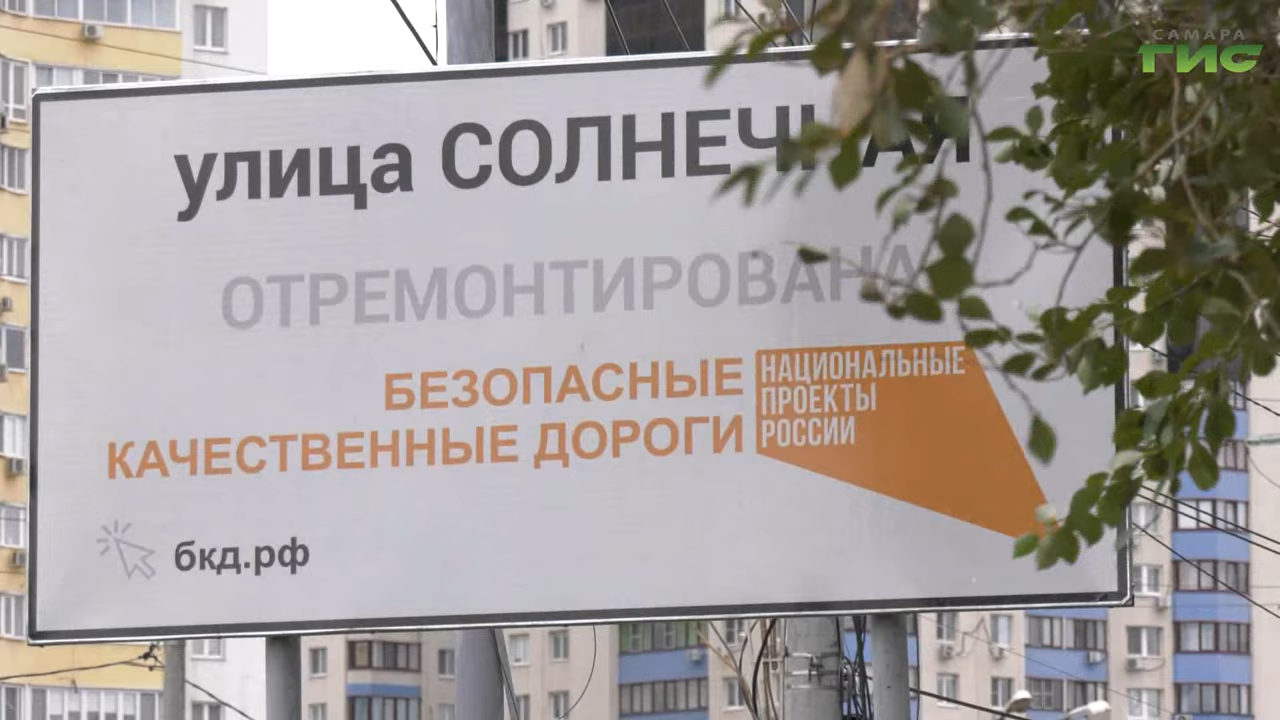 САМАРА
ГИС
улица СОЛНЕЧНАЯ
ОТРЕМОНТИРОВАНА
БЕЗОПАСНЫЕ
КАЧЕСТВЕННЫЕ ДОРОГИ
НАЦИОНАЛЬНЫЕ
ПРОЕКТЫ
РОССИИ
бкд.рф